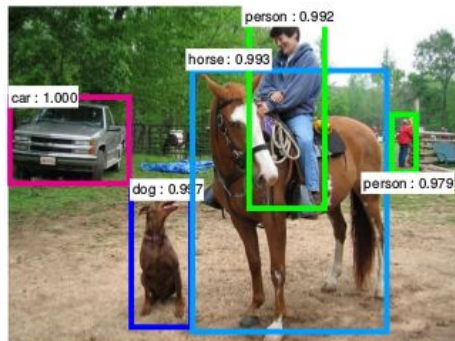 person : 0.992
horse : 0.993
car : 1.000
person : 0.979
dog : 0.997